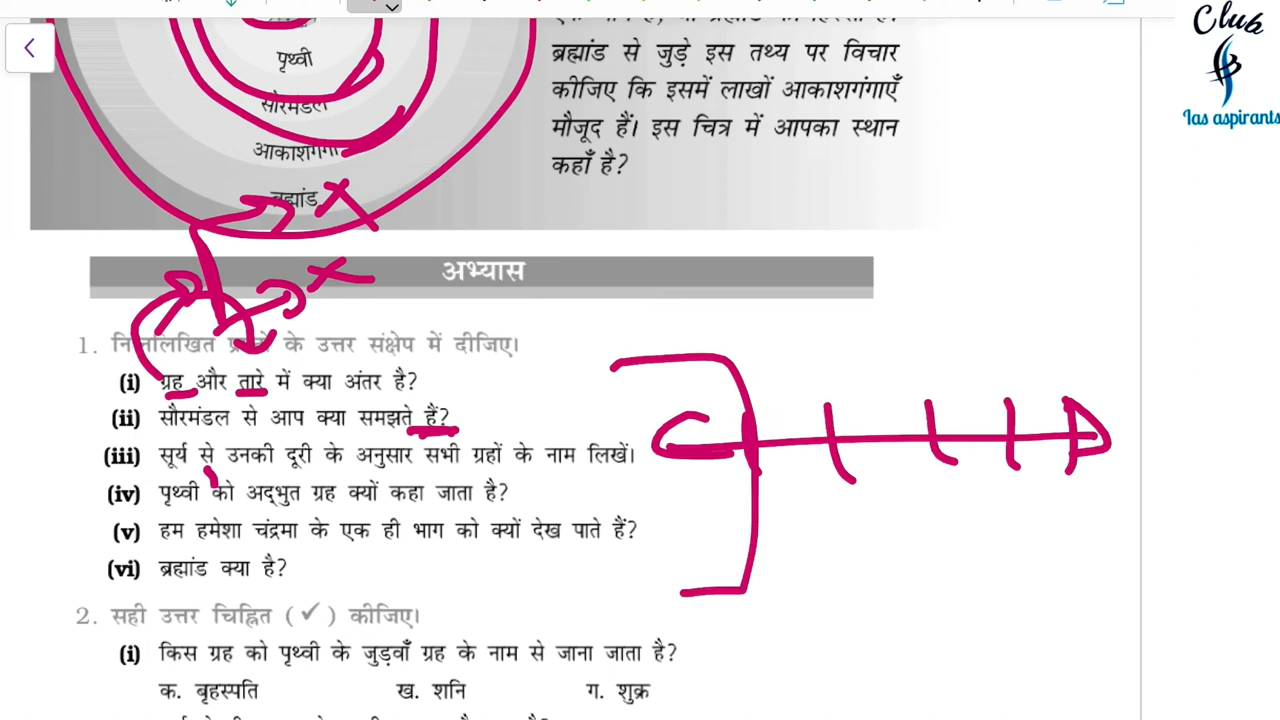 पृथ्वी
सौरमंडल
आकाशगंगा
ब्रह्मांड
ब्रह्मांड से जुड़े इस तथ्य पर विचार
कीजिए कि इसमें लाखों आकाशगंगाएँ
मौजूद हैं। इस चित्र में आपका स्थान
कहाँ है?
Club
Ias aspirants
अभ्यास
1. निम्नलिखित प्रश्नों के उत्तर संक्षेप में दीजिए।
(i) ग्रह और तारे में क्या अंतर है?
(ii) सौरमंडल से आप क्या समझते हैं?
(iii) सूर्य से उनकी दूरी के अनुसार सभी ग्रहों के नाम लिखें।
(iv) पृथ्वी को अद्भुत ग्रह क्यों कहा जाता है?
(v) हम हमेशा चंद्रमा के एक ही भाग को क्यों देख पाते हैं?
(vi) ब्रह्मांड क्या है?
2. सही उत्तर चिह्नित (✓) कीजिए।
(i) किस ग्रह को पृथ्वी के जुड़वाँ ग्रह के नाम से जाना जाता है?
क. बृहस्पति ख. शनि ग. शुक्र